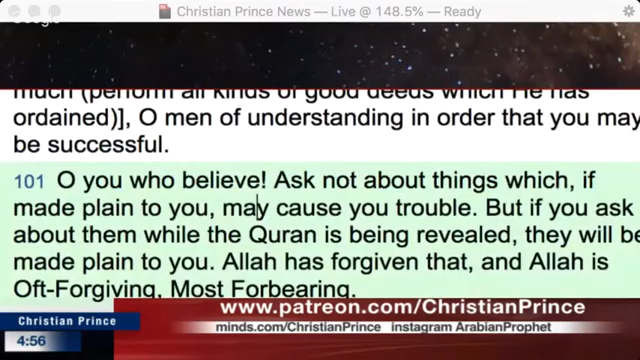 Christian Prince News — Live @ 148.5% — Ready
Google
much (perform all kinds of good deeds which He has
ordained)], O men of understanding in order that you may
be successful.
101 O you who believe! Ask not about things which, if
made plain to you, may cause you trouble. But if you ask
about them while the Quran is being revealed, they will be
made plain to you. Allah has forgiven that, and Allah is
Oft-Forgiving, Most Forbearing.
www.patreon.com/ChristianPrince
Christian Prince
minds.com/ChristianPrince instagram ArabianProphet
4:56